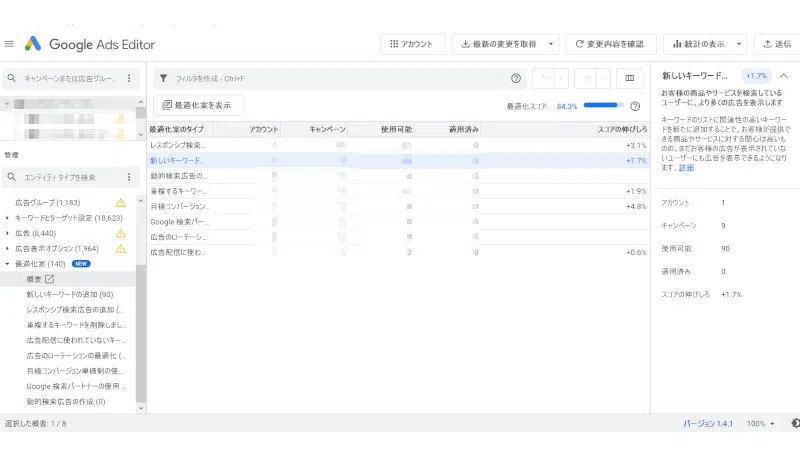 Google Ads Editor
アカウント
最新の変更を取得
変更内容を確認
統計の表示
送信
キャンペーンまたは広告グルー...
フィルタを作成 - Ctrl+F
最適化案を表示
最適化スコア: 84.3%
管理
エンティティ タイプを検索
広告グループ (1,183)
キーワードとターゲット設定 (18,623)
広告 (8,440)
広告表示オプション (1,964)
最適化案 (140) NEW
概要
新しいキーワードの追加 (90)
レスポンシブ検索広告の追加 (...
重複するキーワードを削除しまし...
広告配信に使われていないキー...
広告のローテーションの最適化 (...
目標コンバージョン単価制の使...
Google 検索パートナーの使用 ...
動的検索広告の作成 (0)
最適化案のタイプ アカウント キャンペーン 使用可能 適用済み スコアの伸びしろ
レスポンシブ検索... +3.1%
新しいキーワード... +1.7%
動的検索広告の...
重複するキーワー... +1.9%
目標コンバージョン... +4.8%
Google 検索パー...
広告のローテーシ...
広告配信に使わ... 3 0 +0.6%
新しいキーワード... +1.7%
お客様の商品やサービスを検索している
ユーザーに、より多くの広告を表示します
キーワードのリストに関連性の高いキーワー
ドを新たに追加することで、お客様が提供で
きる商品やサービスに対する関心は高いも
のの、まだお客様の広告が表示されていな
いユーザーにも広告を表示できるようになり
ます。詳細
アカウント 1
キャンペーン 9
使用可能 90
適用済み 0
スコアの伸びしろ +1.7%
選択した概要: 1 / 8
バージョン 1.4.1
100%